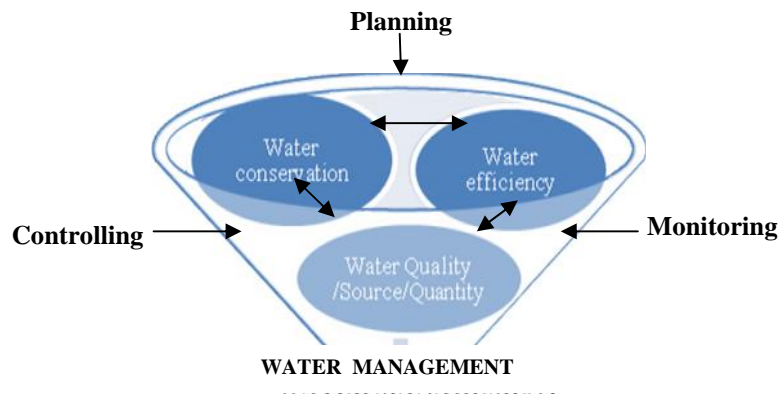 Planning
Water
conservation
Water
efficiency
Controlling
Monitoring
Water Quality
/Source/Quantity
WATER MANAGEMENT